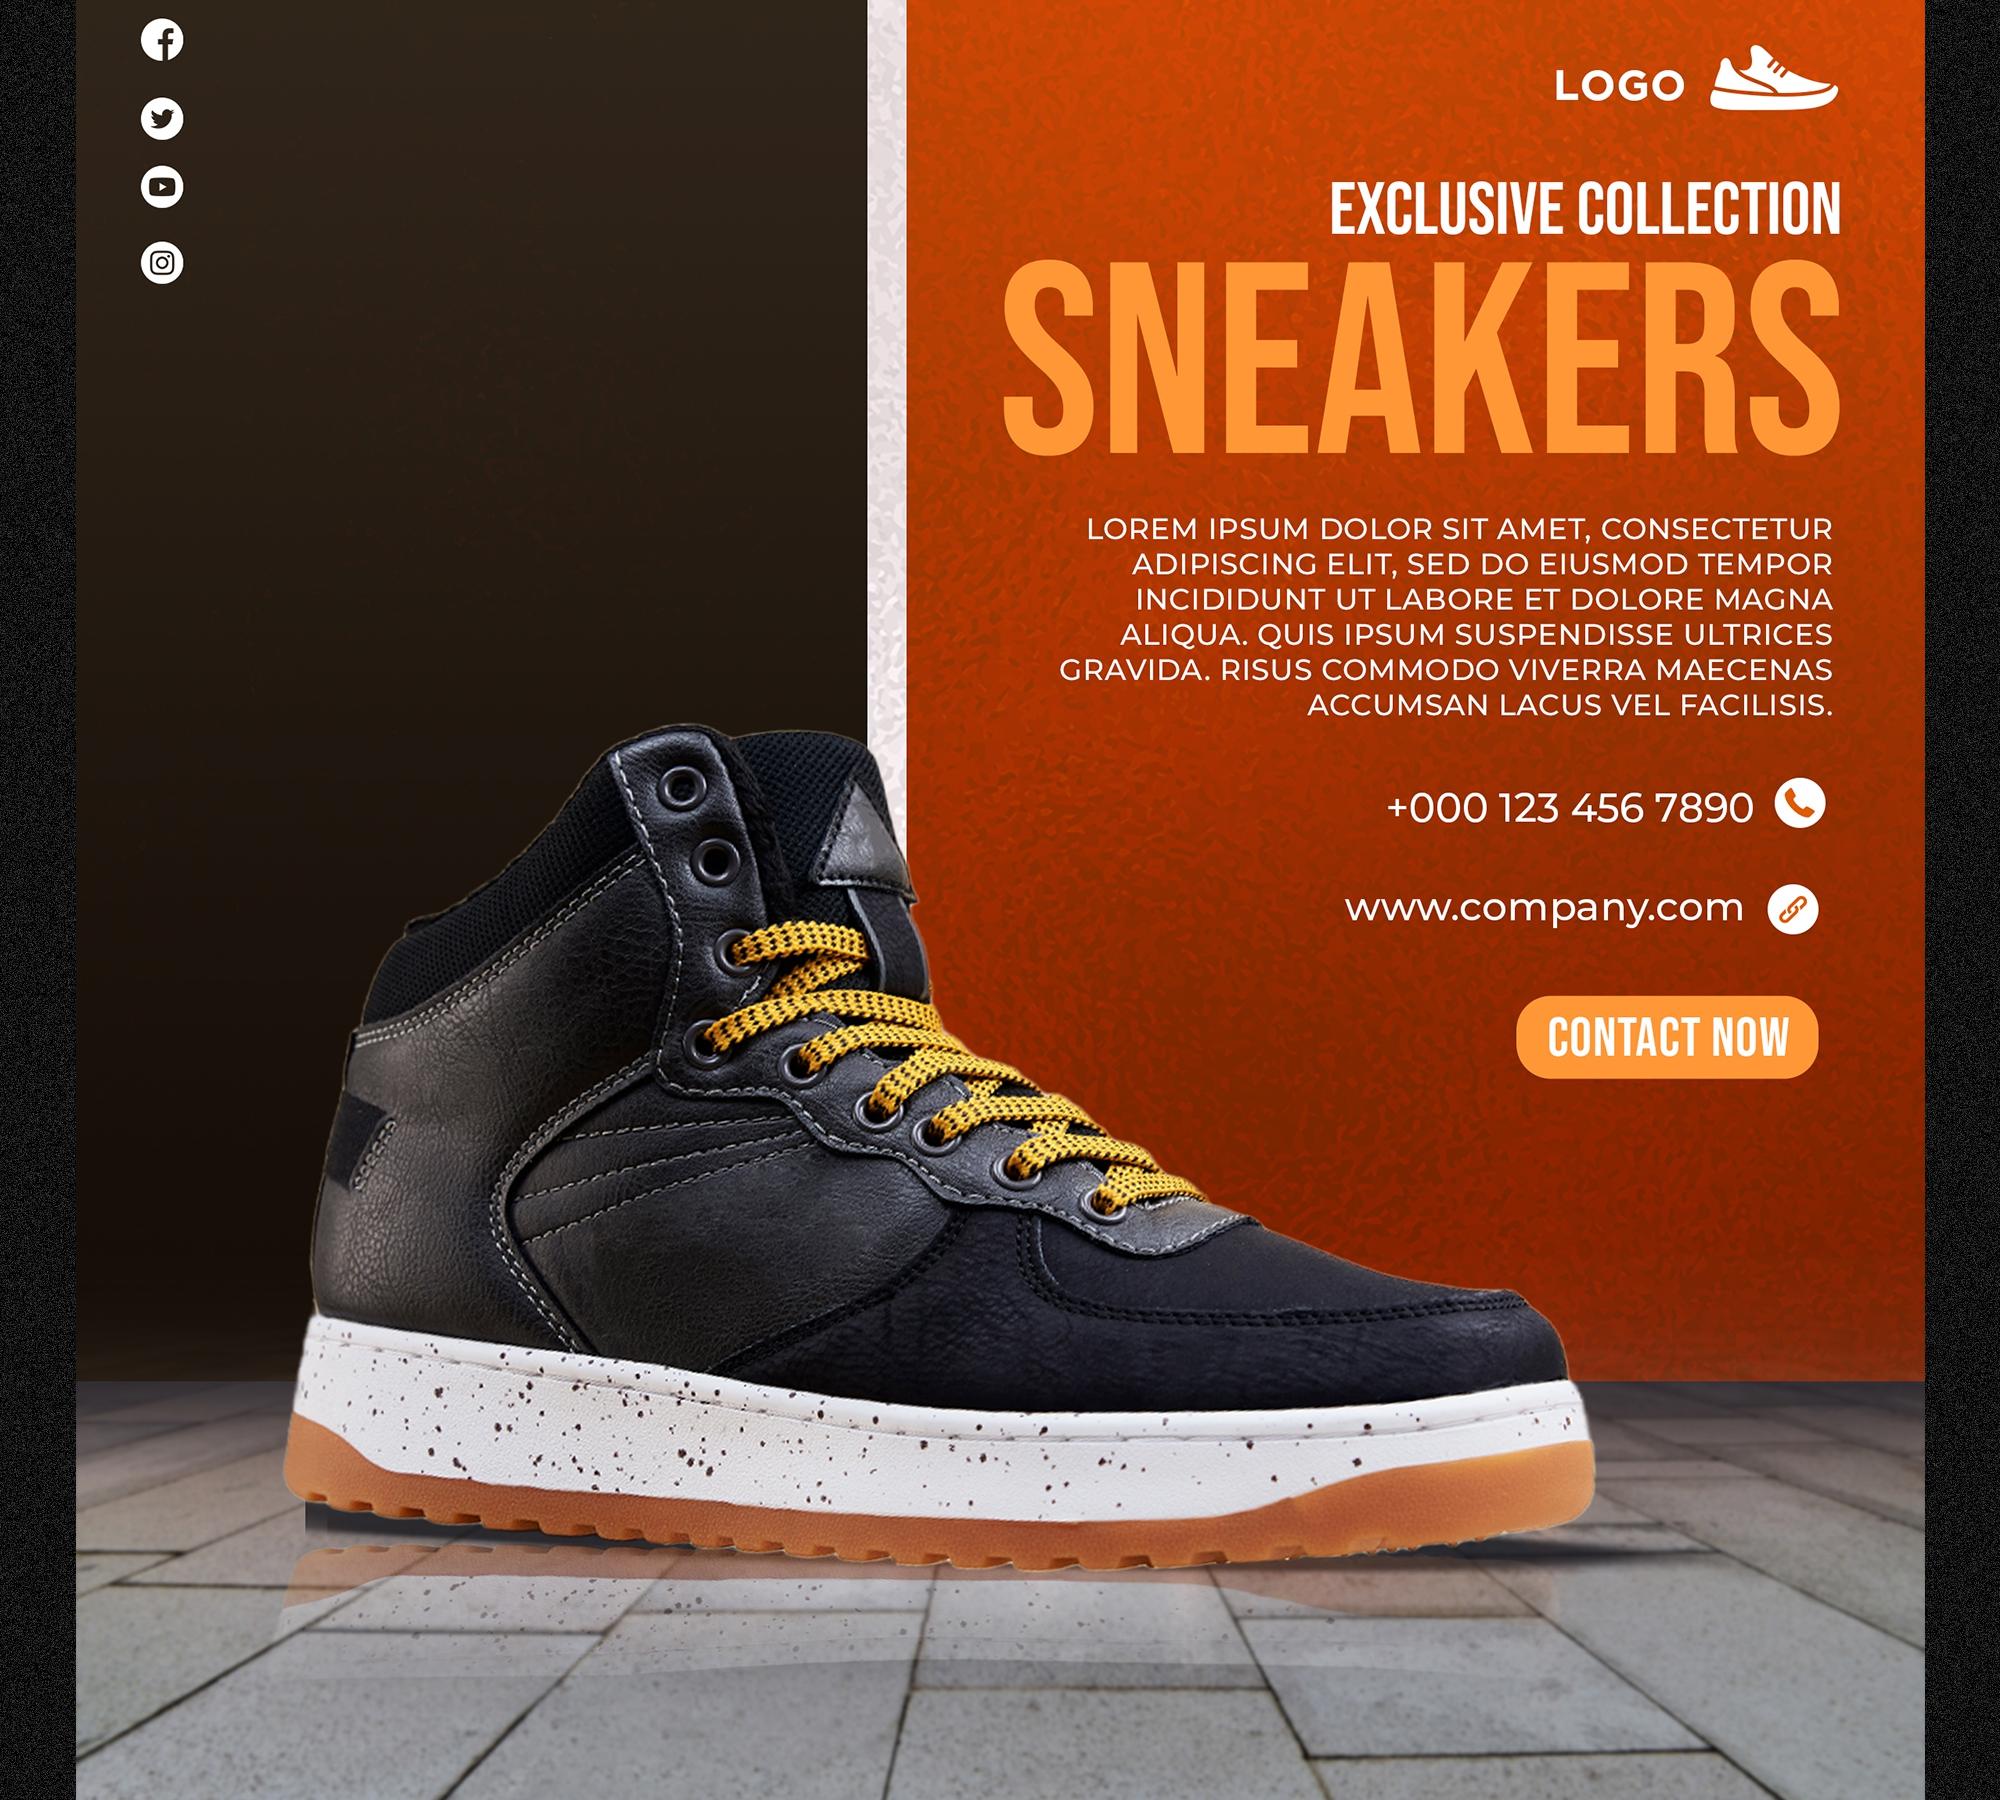 LOGO
EXCLUSIVE COLLECTION
SNEAKERS
LOREM IPSUM DOLOR SIT AMET, CONSECTETUR
ADIPISCING ELIT, SED DO EIUSMOD TEMPOR
INCIDIDUNT UT LABORE ET DOLORE MAGNA
ALIQUA. QUIS IPSUM SUSPENDISSE ULTRICES
GRAVIDA. RISUS COMMODO VIVERRA MAECENAS
ACCUMSAN LACUS VEL FACILISIS.
+000 123 456 7890
www.company.com
CONTACT NOW